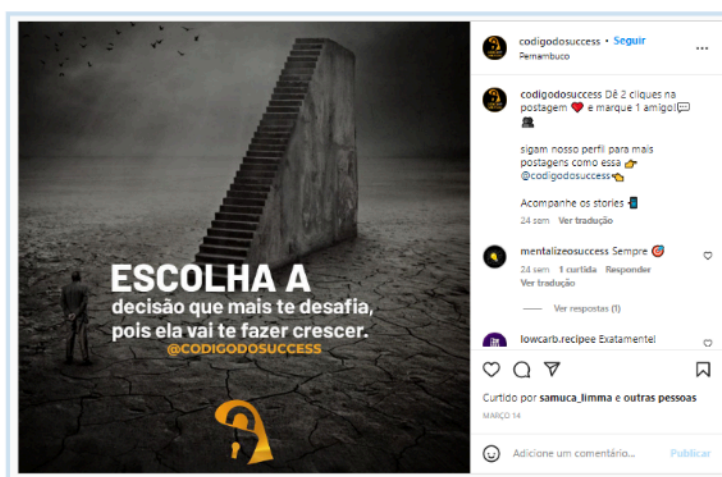 ESCOLHA A
decisão que mais te desafia,
pois ela vai te fazer crescer.
@CODIGODOSUCCESS
codigodosuccess • Seguir
Pernambuco
codigodosuccess Dê 2 cliques na
postagem ❤️ e marque 1 amigo!💬
👥
sigam nosso perfil para mais
postagens como essa 👉
@codigodosuccess👈
Acompanhe os stories 📲
24 sem Ver tradução
mentalizeosuccess Sempre 🎯
24 sem 1 curtida Responder
Ver tradução
Ver respostas (1)
lowcarb.recipee Exatamente!
Curtido por samuca_limma e outras pessoas
MARÇO 14
Adicione um comentário... Publicar